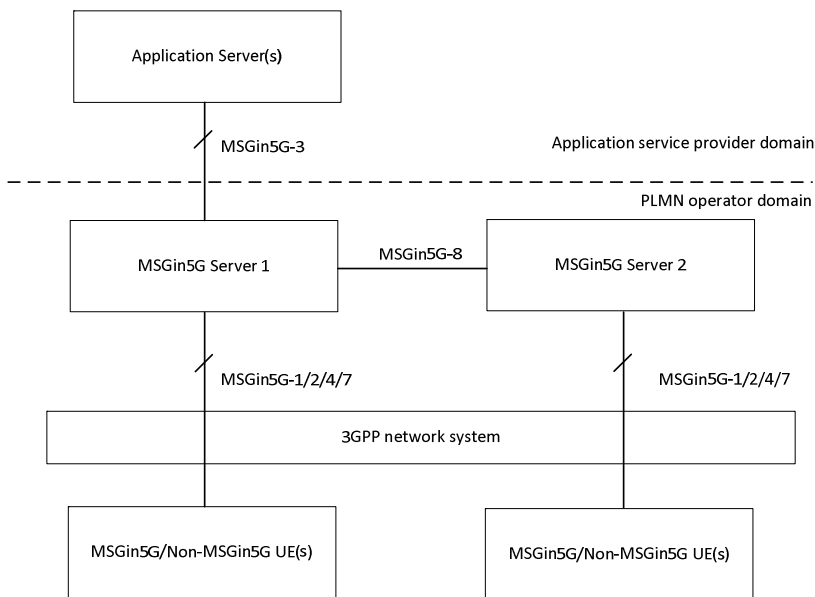 Application Server(s)
MSGin5G-3
Application service provider domain
PLMN operator domain
MSGin5G Server 1
MSGin5G-8
MSGin5G Server 2
MSGin5G-1/2/4/7
MSGin5G-1/2/4/7
3GPP network system
MSGin5G/Non-MSGin5G UE(s)
MSGin5G/Non-MSGin5G UE(s)